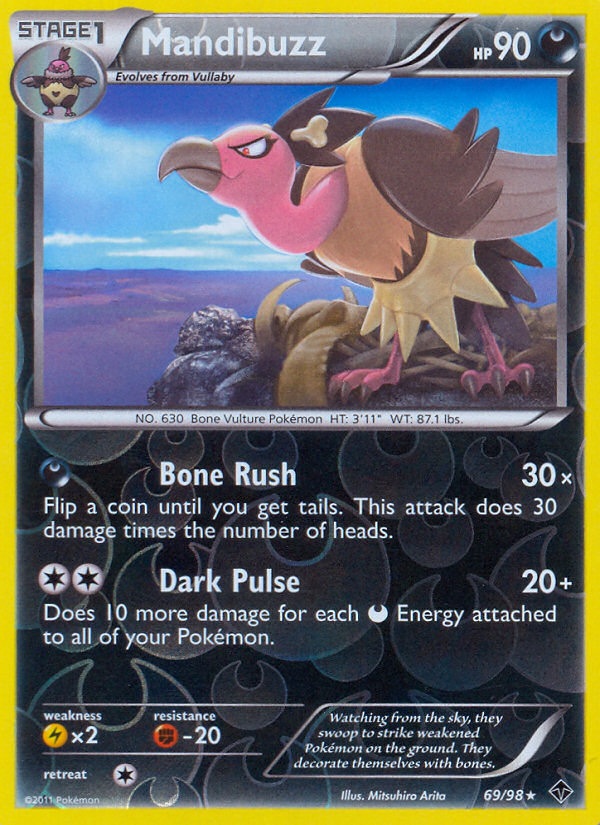 STAGE1
Mandibuzz
HP 90
Evolves from Vullaby
NO. 630 Bone Vulture Pokémon HT: 3'11" WT: 87.1 lbs.
Bone Rush 30×
Flip a coin until you get tails. This attack does 30
damage times the number of heads.
Dark Pulse 20+
Does 10 more damage for each Energy attached
to all of your Pokémon.
weakness resistance
×2 -20
retreat
Watching from the sky, they
swoop to strike weakened
Pokémon on the ground. They
decorate themselves with bones.
Illus. Mitsuhiro Arita 69/98★
©2011 Pokémon